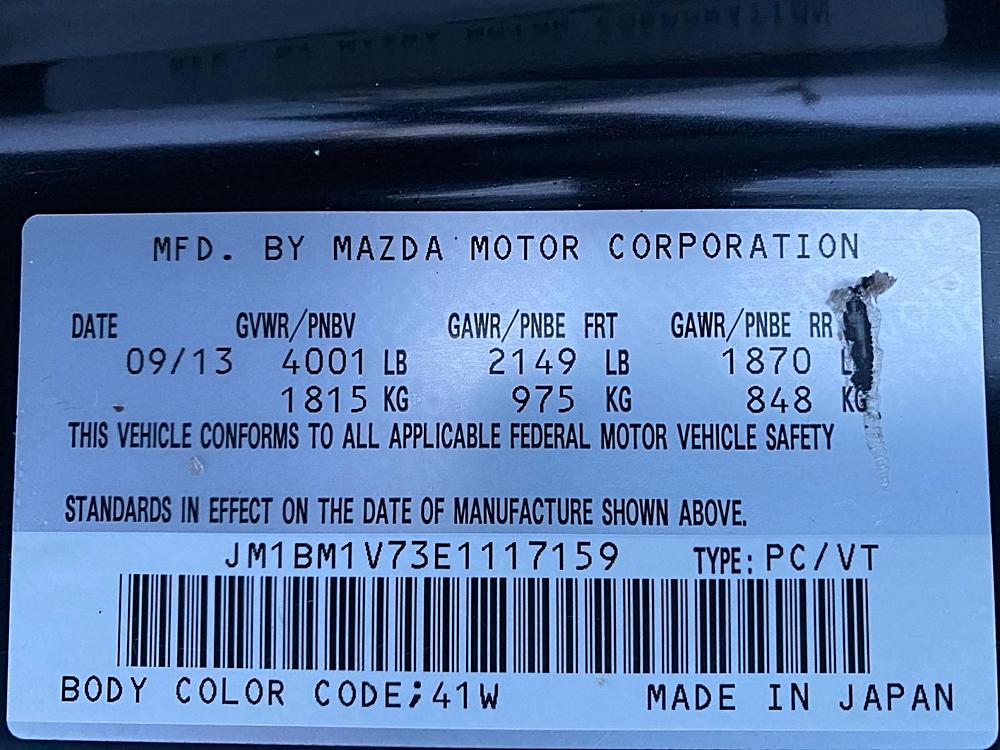 MFD. BY MAZDA MOTOR CORPORATION
DATE GVWR/PNBV GAWR/PNBE FRT GAWR/PNBE RR
09/13 4001 LB 2149 LB 1870
1815 KG 975 KG 848 KG
THIS VEHICLE CONFORMS TO ALL APPLICABLE FEDERAL MOTOR VEHICLE SAFETY
STANDARDS IN EFFECT ON THE DATE OF MANUFACTURE SHOWN ABOVE.
JM1BM1V73E1117159 TYPE: PC/VT
BODY COLOR CODE;41W MADE IN JAPAN